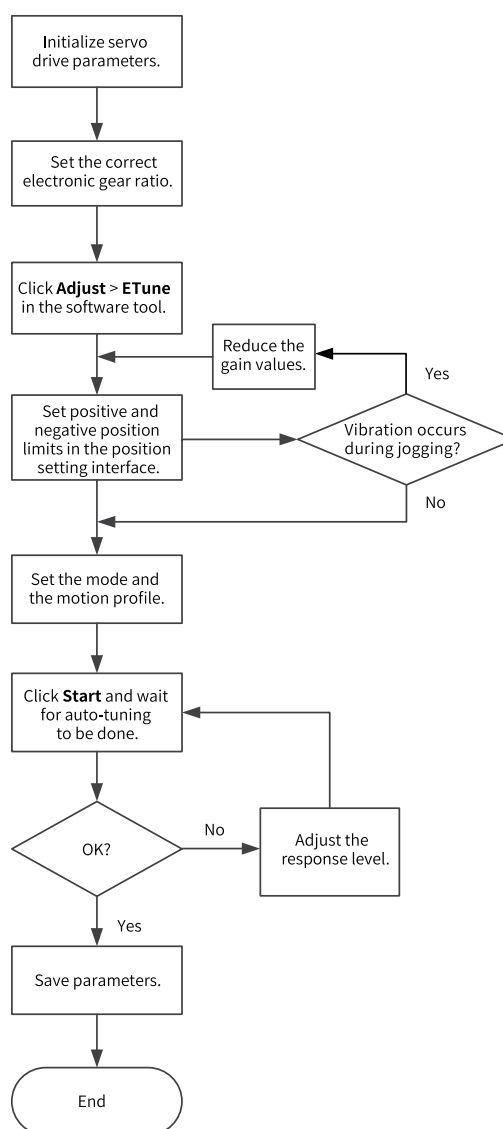 Initialize servo
drive parameters.
Set the correct
electronic gear ratio.
Click Adjust > ETune
in the software tool.
Reduce the
gain values.
Yes
Set positive and
negative position
limits in the position
setting interface.
Vibration occurs
during jogging?
No
Set the mode and
the motion profile.
Click Start and wait
for auto-tuning
to be done.
OK?
No
Adjust the
response level.
Yes
Save parameters.
End